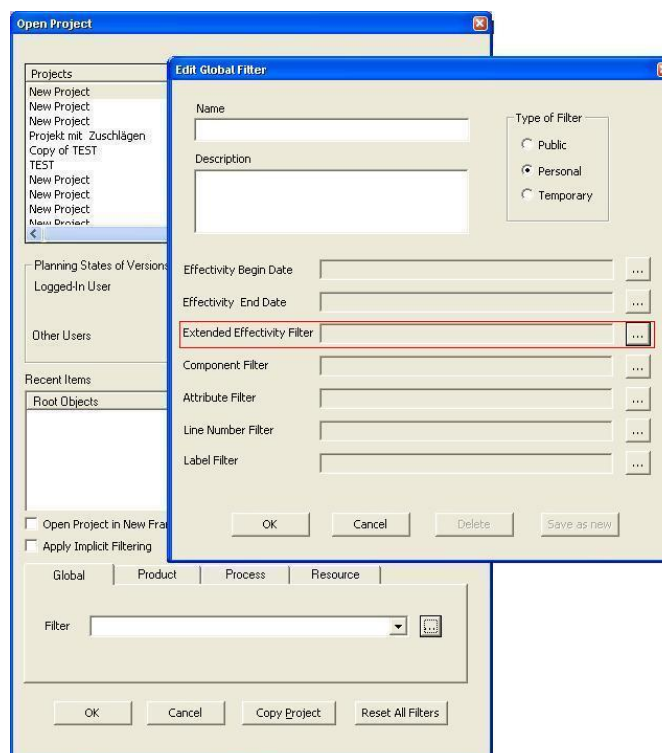 Open Project
Projects
New Project
New Project
New Project
Projekt mit Zuschlägen
Copy of TEST
TEST
New Project
New Project
New Project
New Project
Planning States of Versions
Logged-In User
Other Users
Recent Items
Root Objects
Open Project in New Fra
Apply Implicit Filtering
Global
Product
Process
Resource
Filter
...
OK
Cancel
Copy Project
Reset All Filters
Edit Global Filter
Name
Description
Type of Filter
Public
Personal
Temporary
Effectivity Begin Date
...
Effectivity End Date
...
Extended Effectivity Filter
...
Component Filter
...
Attribute Filter
...
Line Number Filter
...
Label Filter
...
OK
Cancel
Delete
Save as new